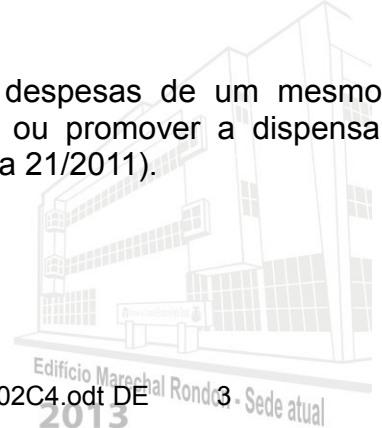 despesas de um mesmo
ou promover a dispensa
a 21/2011).
Edifício Marechal Rondon - Sede atual
02C4.odt DE 3
2013